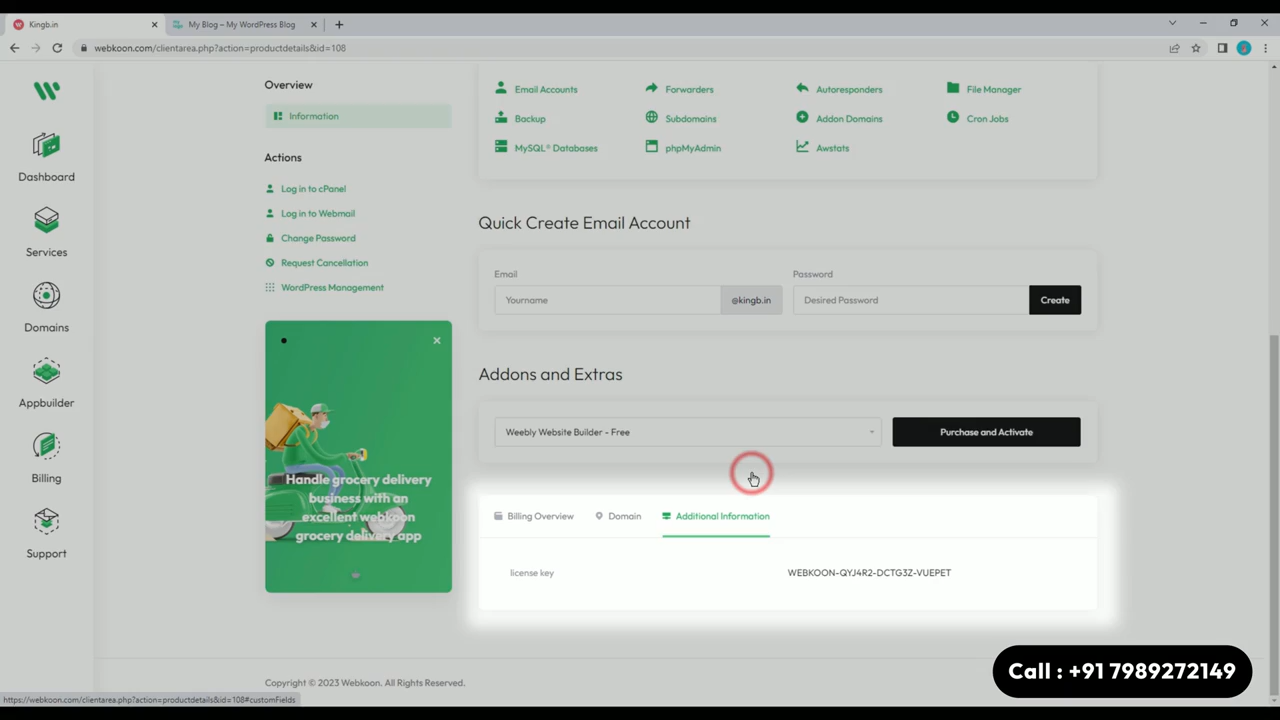 Kingb.in
My Blog – My WordPress Blog
webkoon.com/clientarea.php?action=productdetails&id=108
Dashboard
Services
Domains
Appbuilder
Billing
Support
Overview
Information
Actions
Log in to cPanel
Log in to Webmail
Change Password
Request Cancellation
WordPress Management
Handle grocery delivery
business with an
excellent webkoon
grocery delivery app
Email Accounts
Forwarders
Autoresponders
File Manager
Backup
Subdomains
Addon Domains
Cron Jobs
MySQL® Databases
phpMyAdmin
Awstats
Quick Create Email Account
Email
Password
Yourname
@kingb.in
Desired Password
Create
Addons and Extras
Weebly Website Builder - Free
Purchase and Activate
Billing Overview
Domain
Additional Information
license key
WEBKOON-QYJ4R2-DCTG3Z-VUEPET
Call : +91 7989272149
Copyright © 2023 Webkoon. All Rights Reserved.
https://webkoon.com/clientarea.php?action=productdetails&id=108#customFields